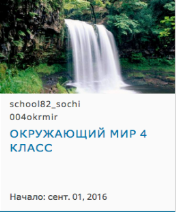 school82_sochi
004okrmir
ОКРУЖАЮЩИЙ МИР 4
КЛАСС
Начало: сент. 01, 2016